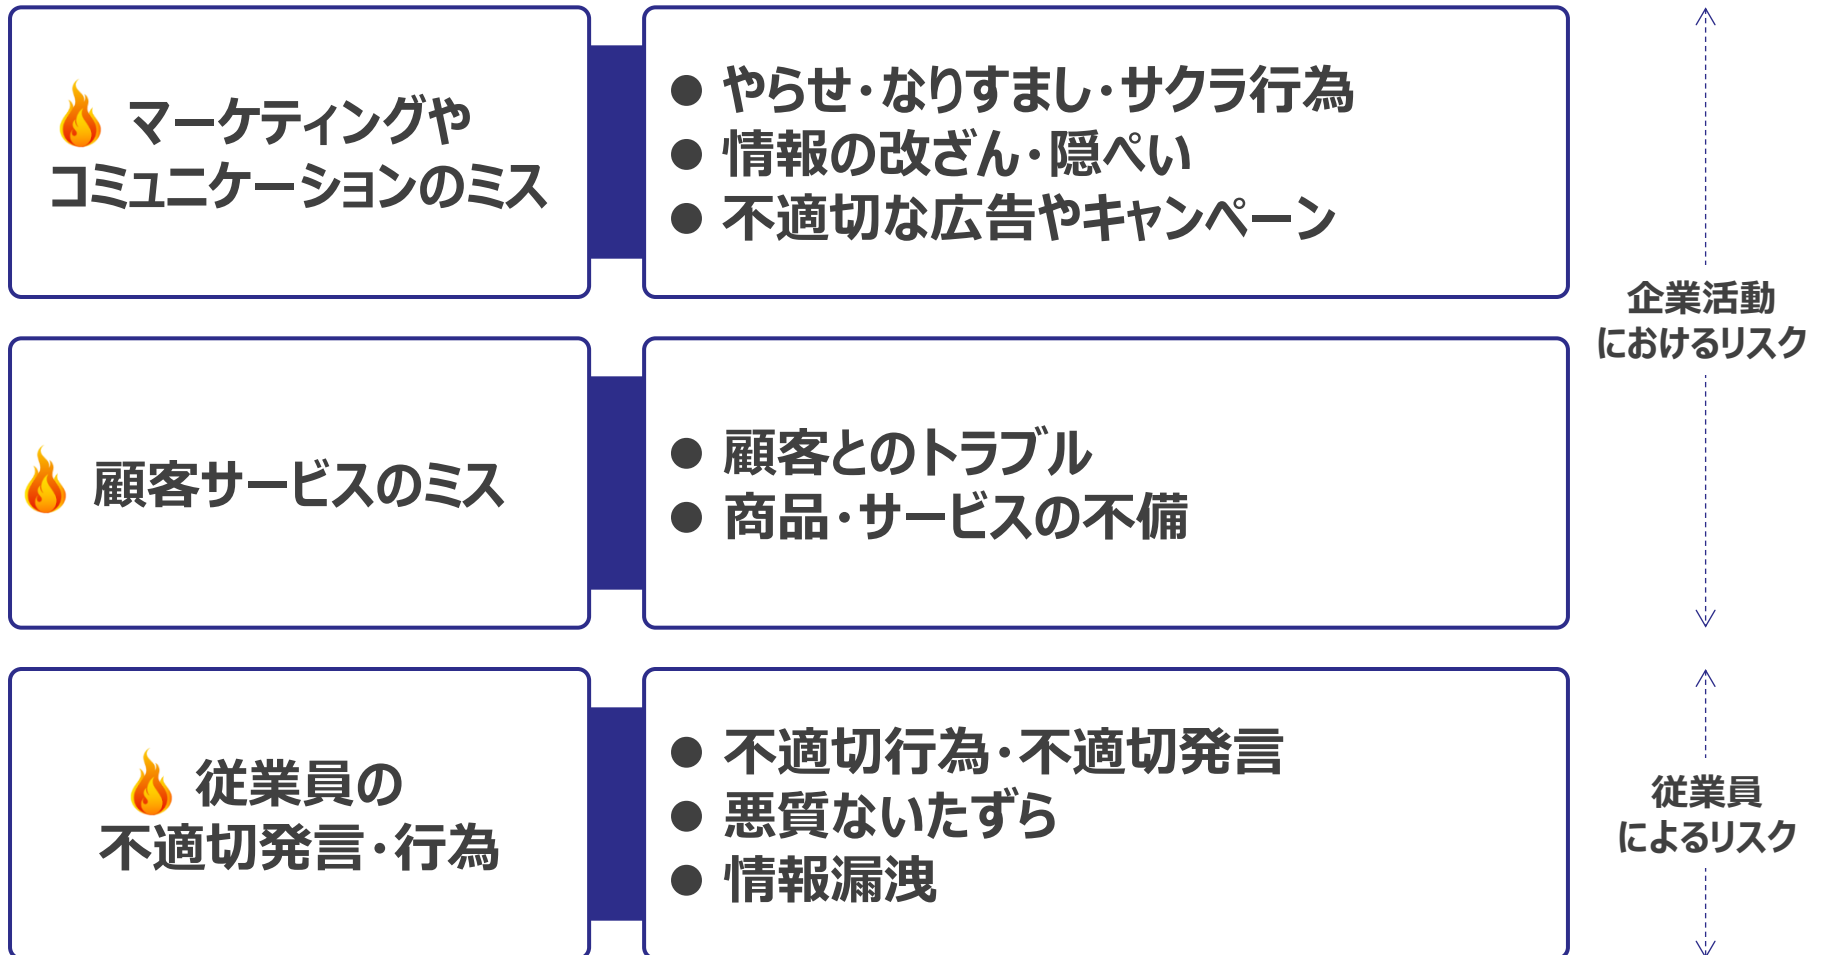 🔥 マーケティングや
コミュニケーションのミス
● やらせ・なりすまし・サクラ行為
● 情報の改ざん・隠ぺい
● 不適切な広告やキャンペーン
企業活動
におけるリスク
🔥 顧客サービスのミス
● 顧客とのトラブル
● 商品・サービスの不備
🔥 従業員の
不適切発言・行為
● 不適切行為・不適切発言
● 悪質ないたずら
● 情報漏洩
従業員
によるリスク